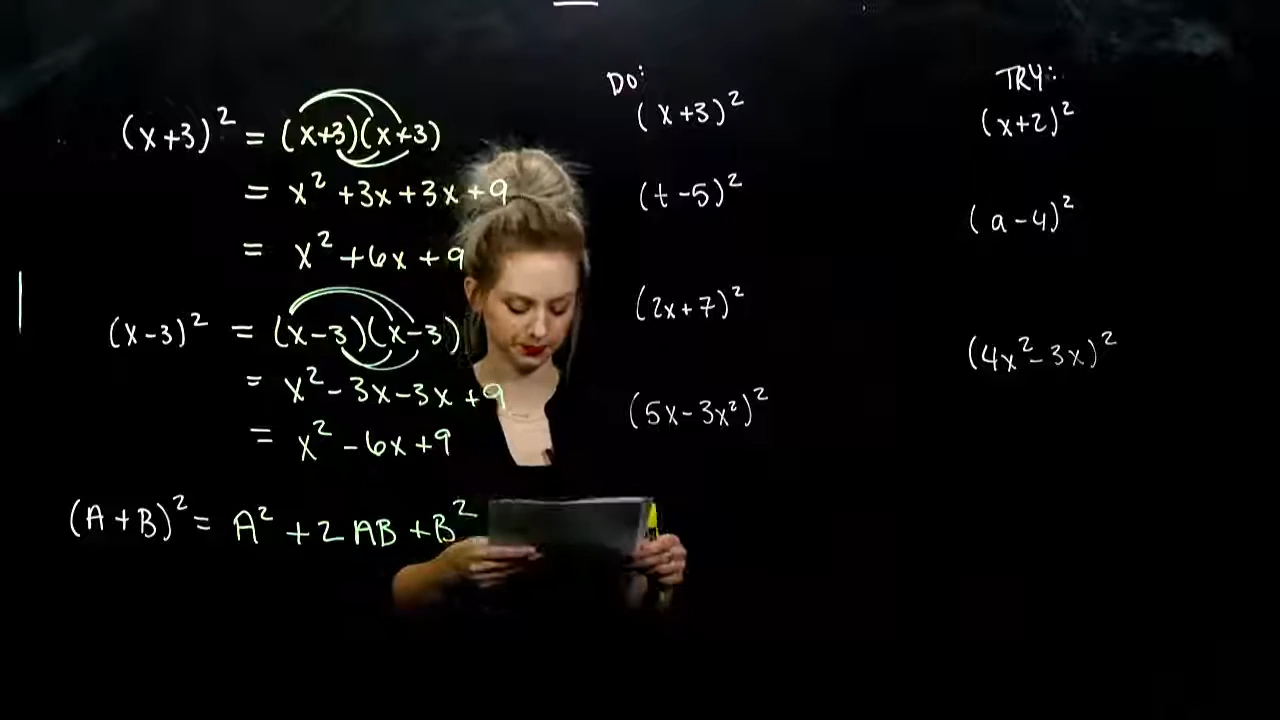 (x+3)² = (x+3)(x+3)
= x² +3x+3x+9
= x² +6x+9
(x-3)² = (x-3)(x-3)
= x²-3x-3x+9
= x²-6x+9
(A+B)² = A² +2AB+B²
DO:
(x+3)²
(t-5)²
(2x+7)²
(5x-3x²)²
TRY:
(x+2)²
(a-4)²
(4x²-3x)²